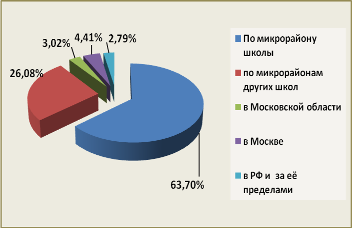 3,02%
4,41%
2,79%
26,08%
63,70%
По микрорайону
школы
по микрорайонам
других школ
в Московской области
в Москве
в РФ и за её
пределами